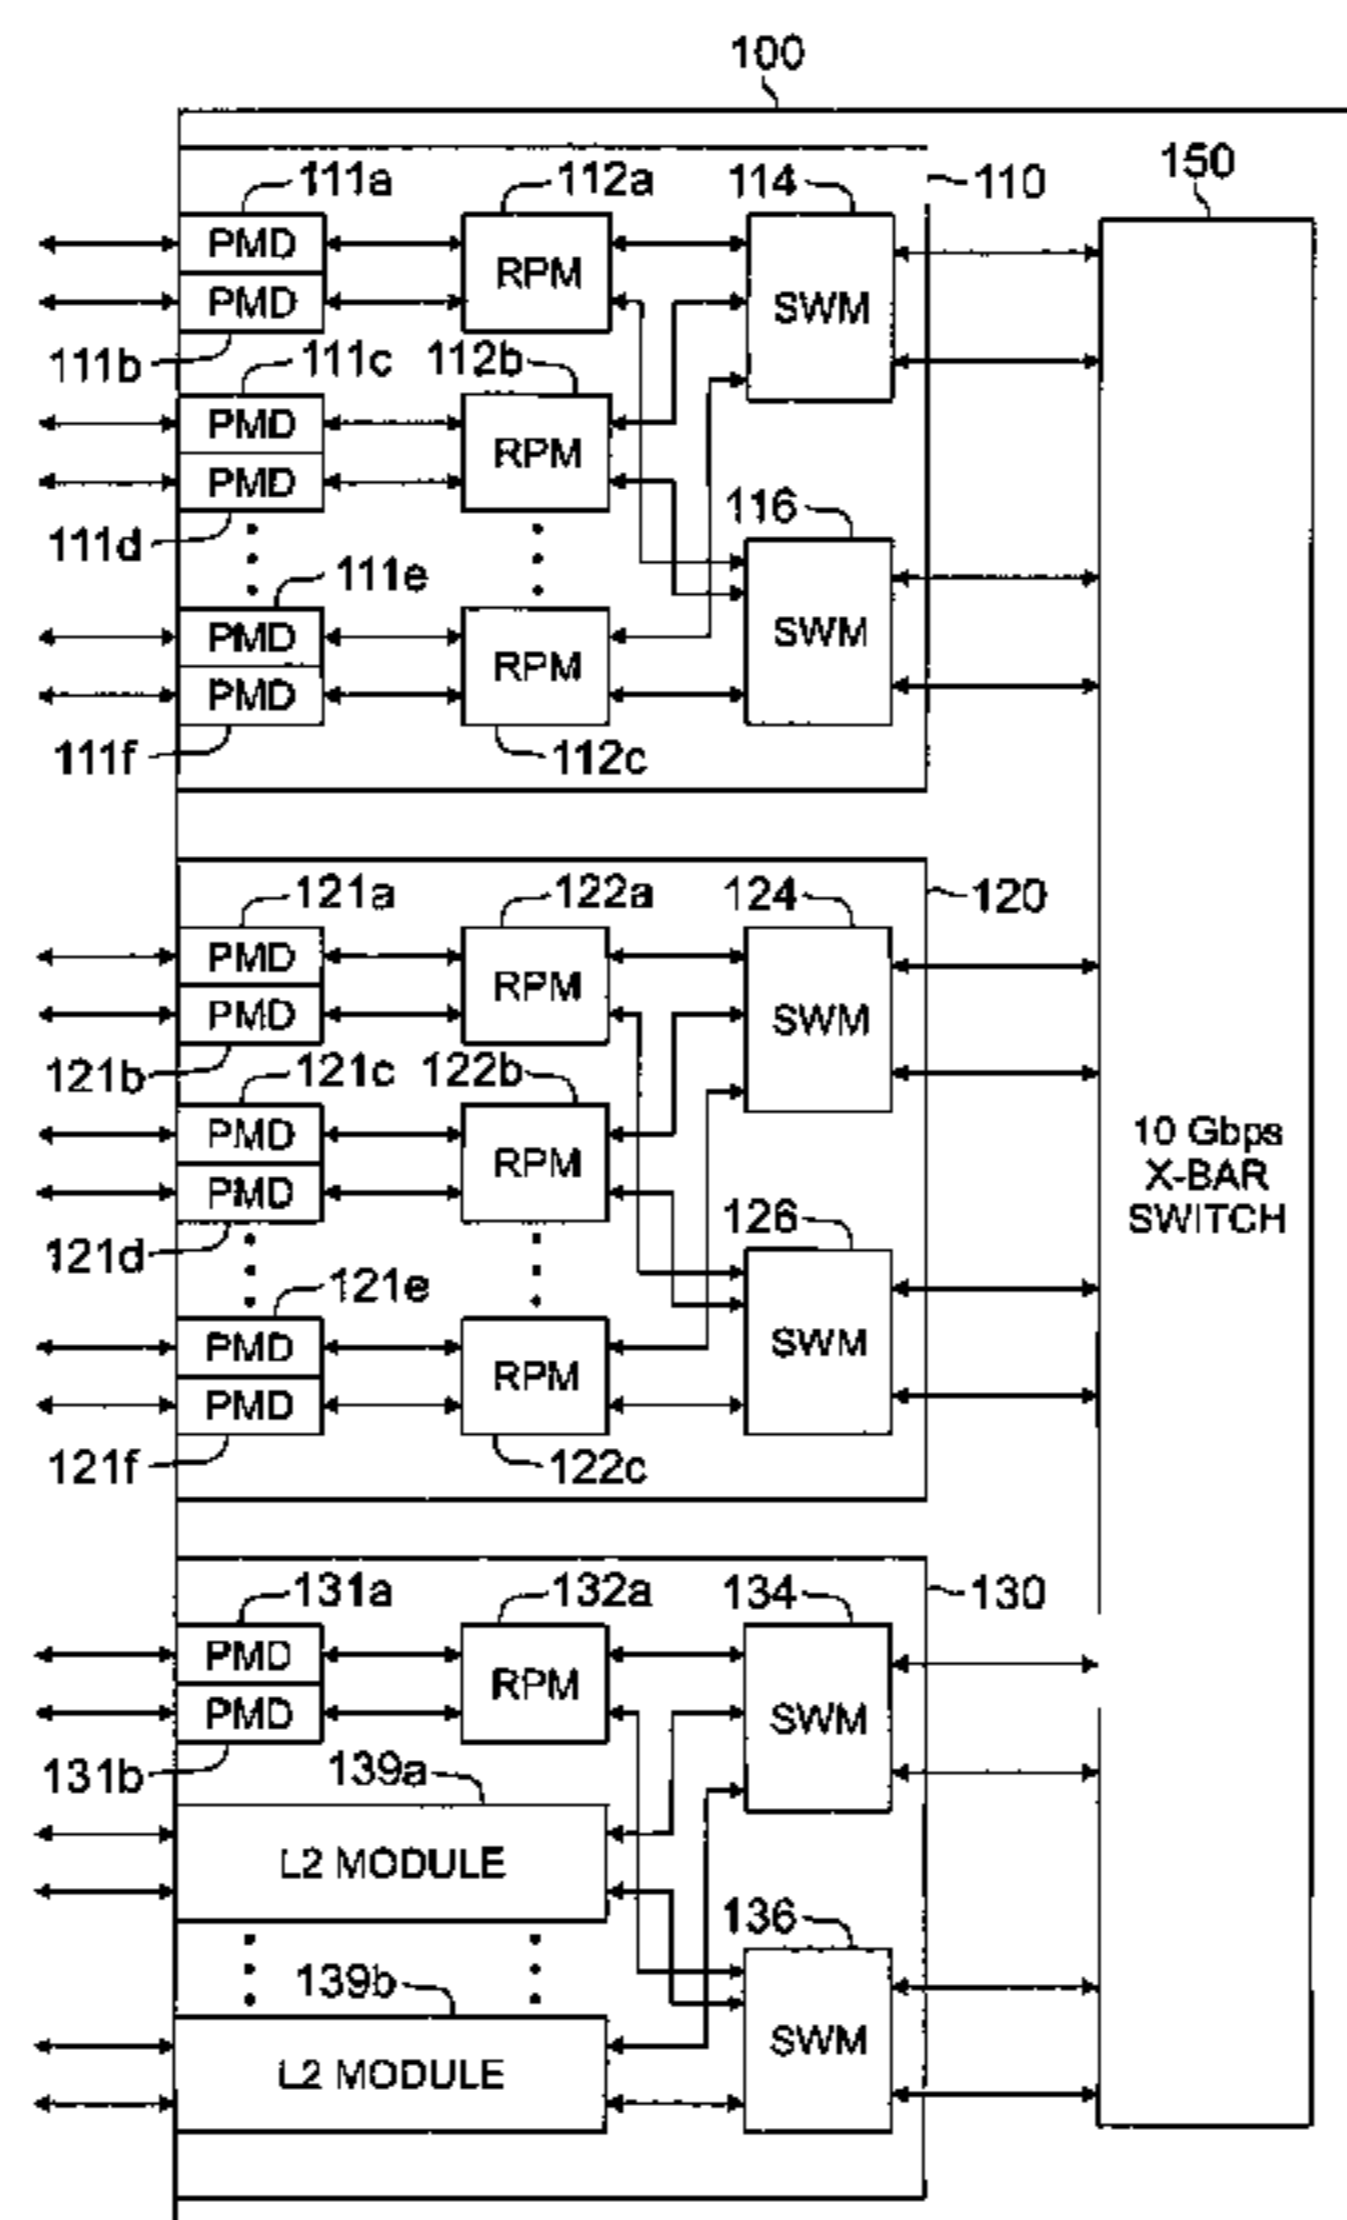 100
150
111a 112a 114 110
PMD
PMD
RPM
SWM
111b 111c 112b
PMD
PMD
RPM
111d 111e 116
PMD
PMD
RPM
SWM
111f 112c
121a 122a 124 120
PMD
PMD
RPM
SWM
121b 121c 122b
PMD
PMD
RPM
10 Gbps
X-BAR
SWITCH
121d 121e 126
PMD
PMD
RPM
SWM
121f 122c
131a 132a 134 130
PMD
PMD
RPM
SWM
131b 139a
L2 MODULE
139b 136
L2 MODULE
SWM